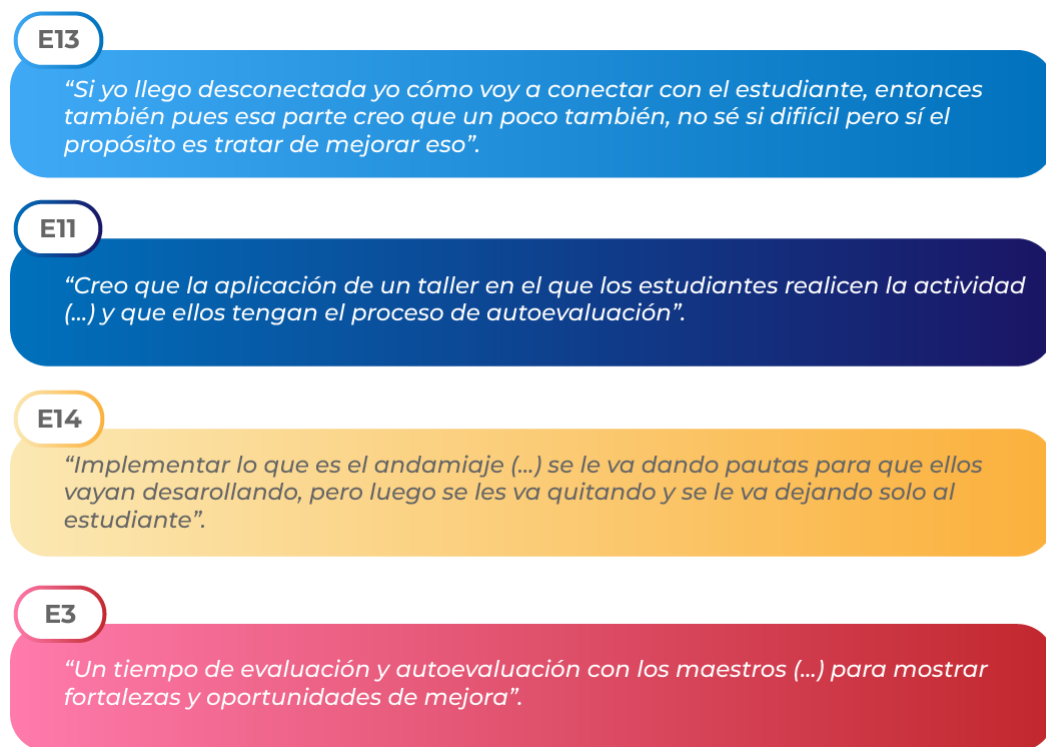 E13
“Si yo llego desconectada yo cómo voy a conectar con el estudiante, entonces
también pues esa parte creo que un poco también, no sé si difiícil pero sí el
propósito es tratar de mejorar eso”.
E11
“Creo que la aplicación de un taller en el que los estudiantes realicen la actividad
(...) y que ellos tengan el proceso de autoevaluación”.
E14
“Implementar lo que es el andamiaje (...) se le va dando pautas para que ellos
vayan desarollando, pero luego se les va quitando y se le va dejando solo al
estudiante”.
E3
“Un tiempo de evaluación y autoevaluación con los maestros (...) para mostrar
fortalezas y oportunidades de mejora”.